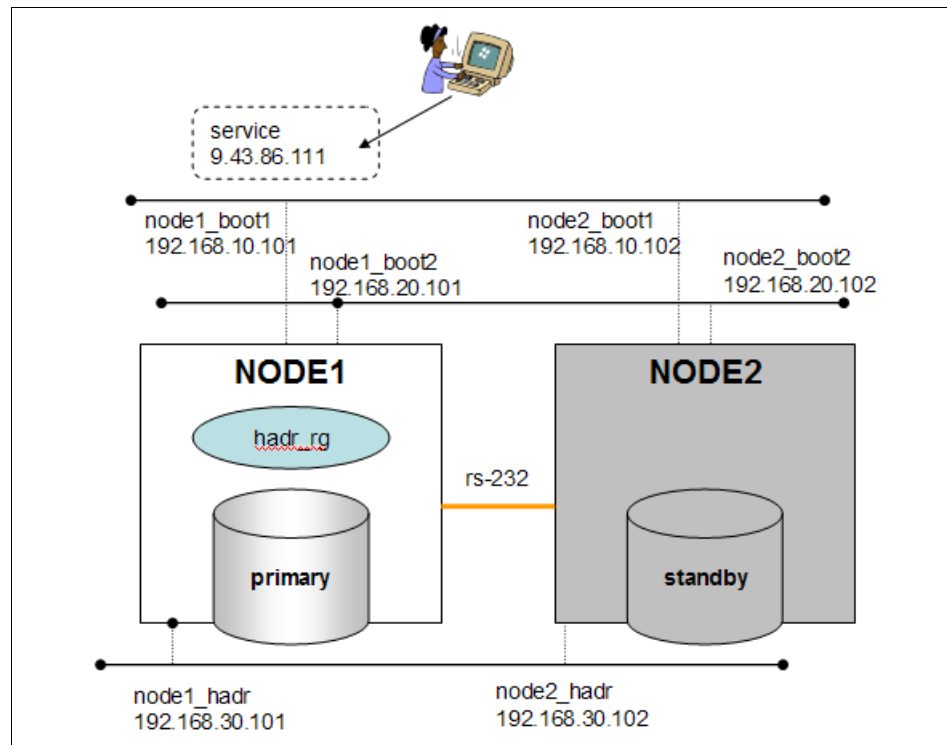 service
9.43.86.111
node1_boot1
192.168.10.101
node2_boot1
192.168.10.102
node1_boot2
192.168.20.101
node2_boot2
192.168.20.102
NODE1
NODE2
hadr_rg
rs-232
primary
standby
node1_hadr
192.168.30.101
node2_hadr
192.168.30.102